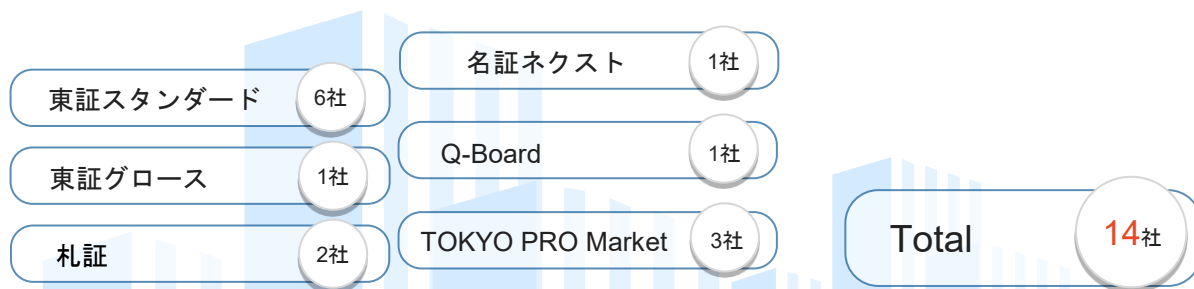 東証スタンダード 6社
東証グロース 1社
札証 2社
名証ネクスト 1社
Q-Board 1社
TOKYO PRO Market 3社
Total 14社